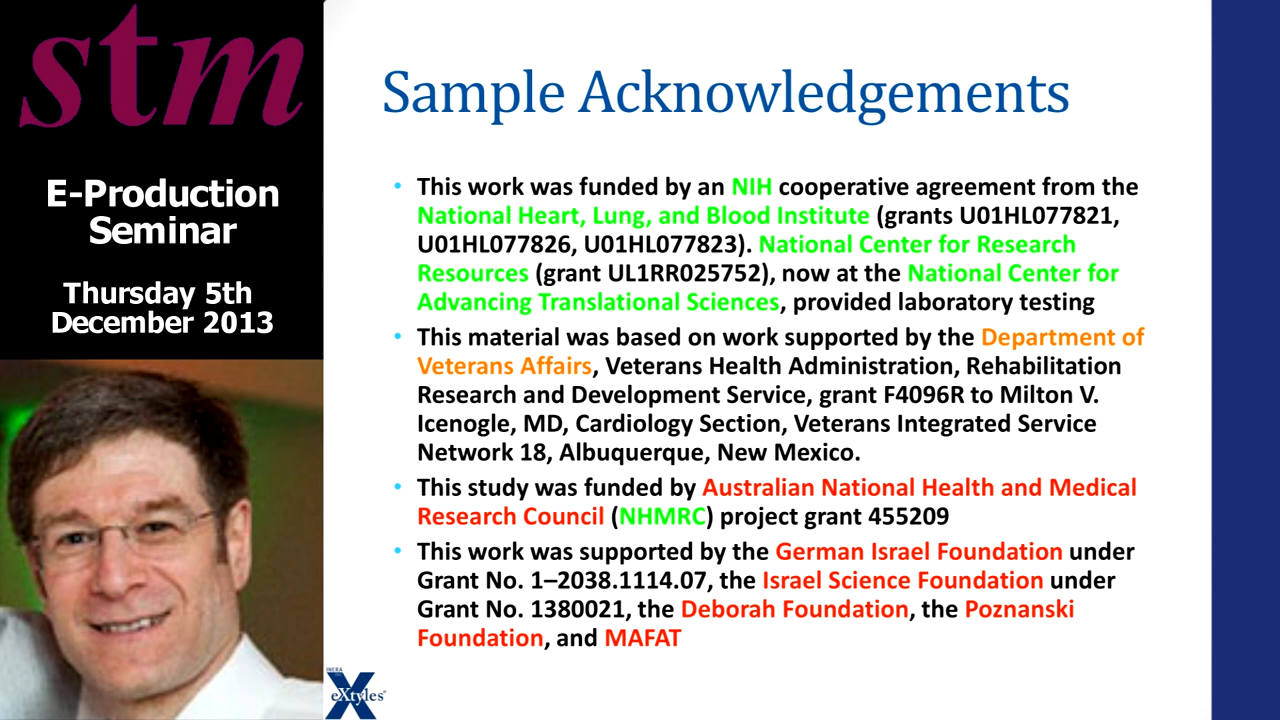 stm
E-Production
Seminar
Thursday 5th
December 2013
Sample Acknowledgements
• This work was funded by an NIH cooperative agreement from the
National Heart, Lung, and Blood Institute (grants U01HL077821,
U01HL077826, U01HL077823). National Center for Research
Resources (grant UL1RR025752), now at the National Center for
Advancing Translational Sciences, provided laboratory testing
• This material was based on work supported by the Department of
Veterans Affairs, Veterans Health Administration, Rehabilitation
Research and Development Service, grant F4096R to Milton V.
Icenogle, MD, Cardiology Section, Veterans Integrated Service
Network 18, Albuquerque, New Mexico.
• This study was funded by Australian National Health and Medical
Research Council (NHMRC) project grant 455209
• This work was supported by the German Israel Foundation under
Grant No. 1–2038.1114.07, the Israel Science Foundation under
Grant No. 1380021, the Deborah Foundation, the Poznanski
Foundation, and MAFAT
INERA
eXtyles®